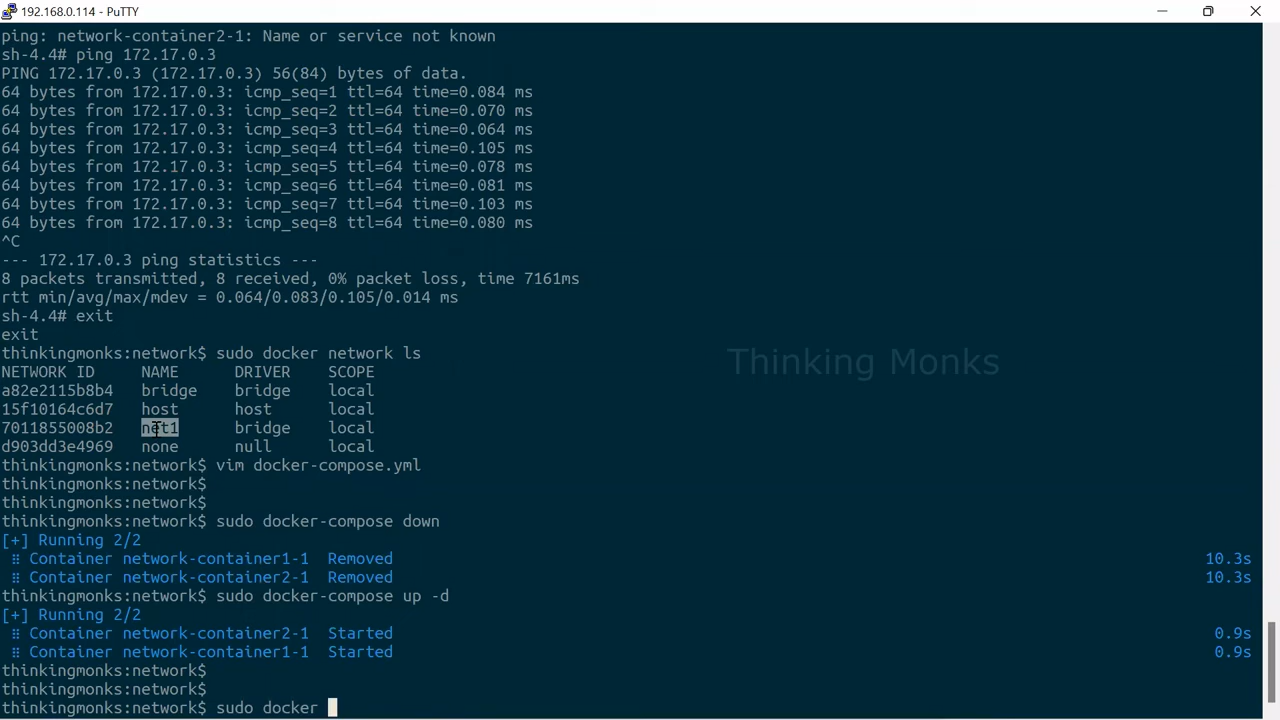 192.168.0.114 - PuTTY
ping: network-container2-1: Name or service not known
sh-4.4# ping 172.17.0.3
PING 172.17.0.3 (172.17.0.3) 56(84) bytes of data.
64 bytes from 172.17.0.3: icmp_seq=1 ttl=64 time=0.084 ms
64 bytes from 172.17.0.3: icmp_seq=2 ttl=64 time=0.070 ms
64 bytes from 172.17.0.3: icmp_seq=3 ttl=64 time=0.064 ms
64 bytes from 172.17.0.3: icmp_seq=4 ttl=64 time=0.105 ms
64 bytes from 172.17.0.3: icmp_seq=5 ttl=64 time=0.078 ms
64 bytes from 172.17.0.3: icmp_seq=6 ttl=64 time=0.081 ms
64 bytes from 172.17.0.3: icmp_seq=7 ttl=64 time=0.103 ms
64 bytes from 172.17.0.3: icmp_seq=8 ttl=64 time=0.080 ms
^C
--- 172.17.0.3 ping statistics ---
8 packets transmitted, 8 received, 0% packet loss, time 7161ms
rtt min/avg/max/mdev = 0.064/0.083/0.105/0.014 ms
sh-4.4# exit
exit
thinkingmonks:network$ sudo docker network ls
NETWORK ID NAME DRIVER SCOPE
a82e2115b8b4 bridge bridge local
15f10164c6d7 host host local
7011855008b2 net1 bridge local
d903dd3e4969 none null local
thinkingmonks:network$ vim docker-compose.yml
thinkingmonks:network$
thinkingmonks:network$
thinkingmonks:network$ sudo docker-compose down
[+] Running 2/2
⠿ Container network-container1-1 Removed 10.3s
⠿ Container network-container2-1 Removed 10.3s
thinkingmonks:network$ sudo docker-compose up -d
[+] Running 2/2
⠿ Container network-container2-1 Started 0.9s
⠿ Container network-container1-1 Started 0.9s
thinkingmonks:network$
thinkingmonks:network$
thinkingmonks:network$ sudo docker
Thinking Monks